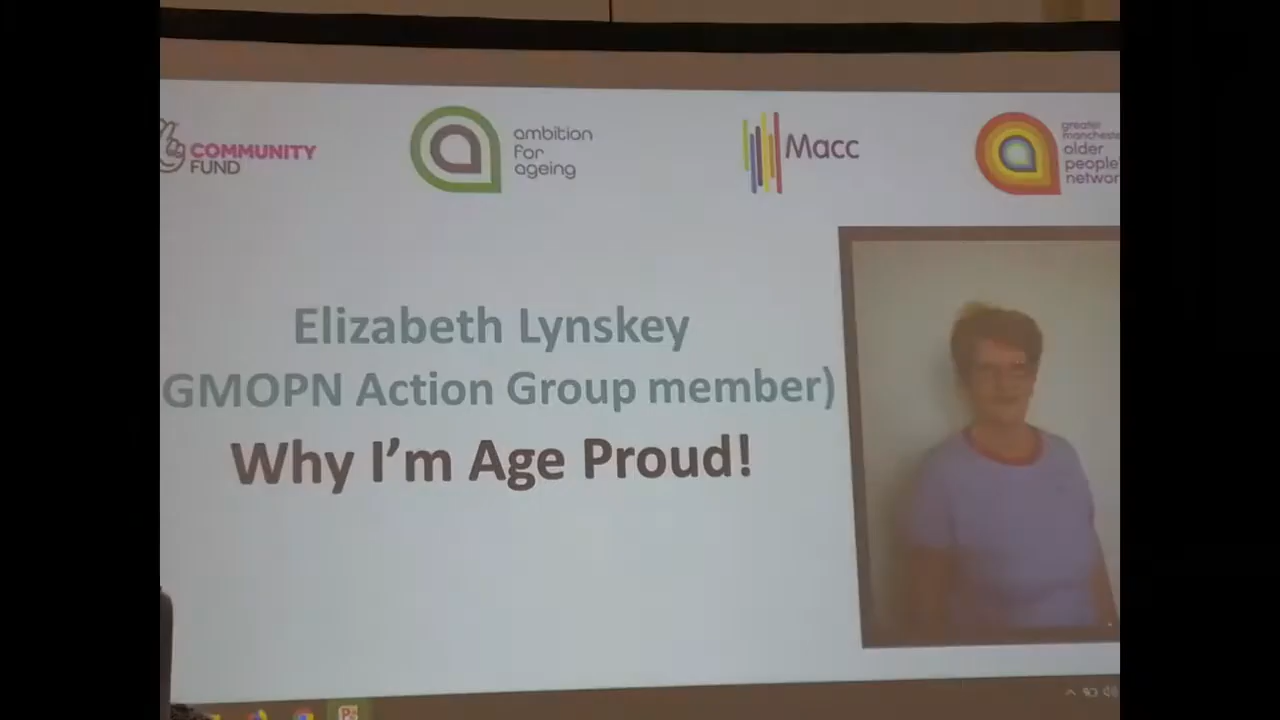 COMMUNITY
FUND
ambition
for
ageing
Macc
greater
manchester
older
people
networ
Elizabeth Lynskey
GMOPN Action Group member)
Why I'm Age Proud!